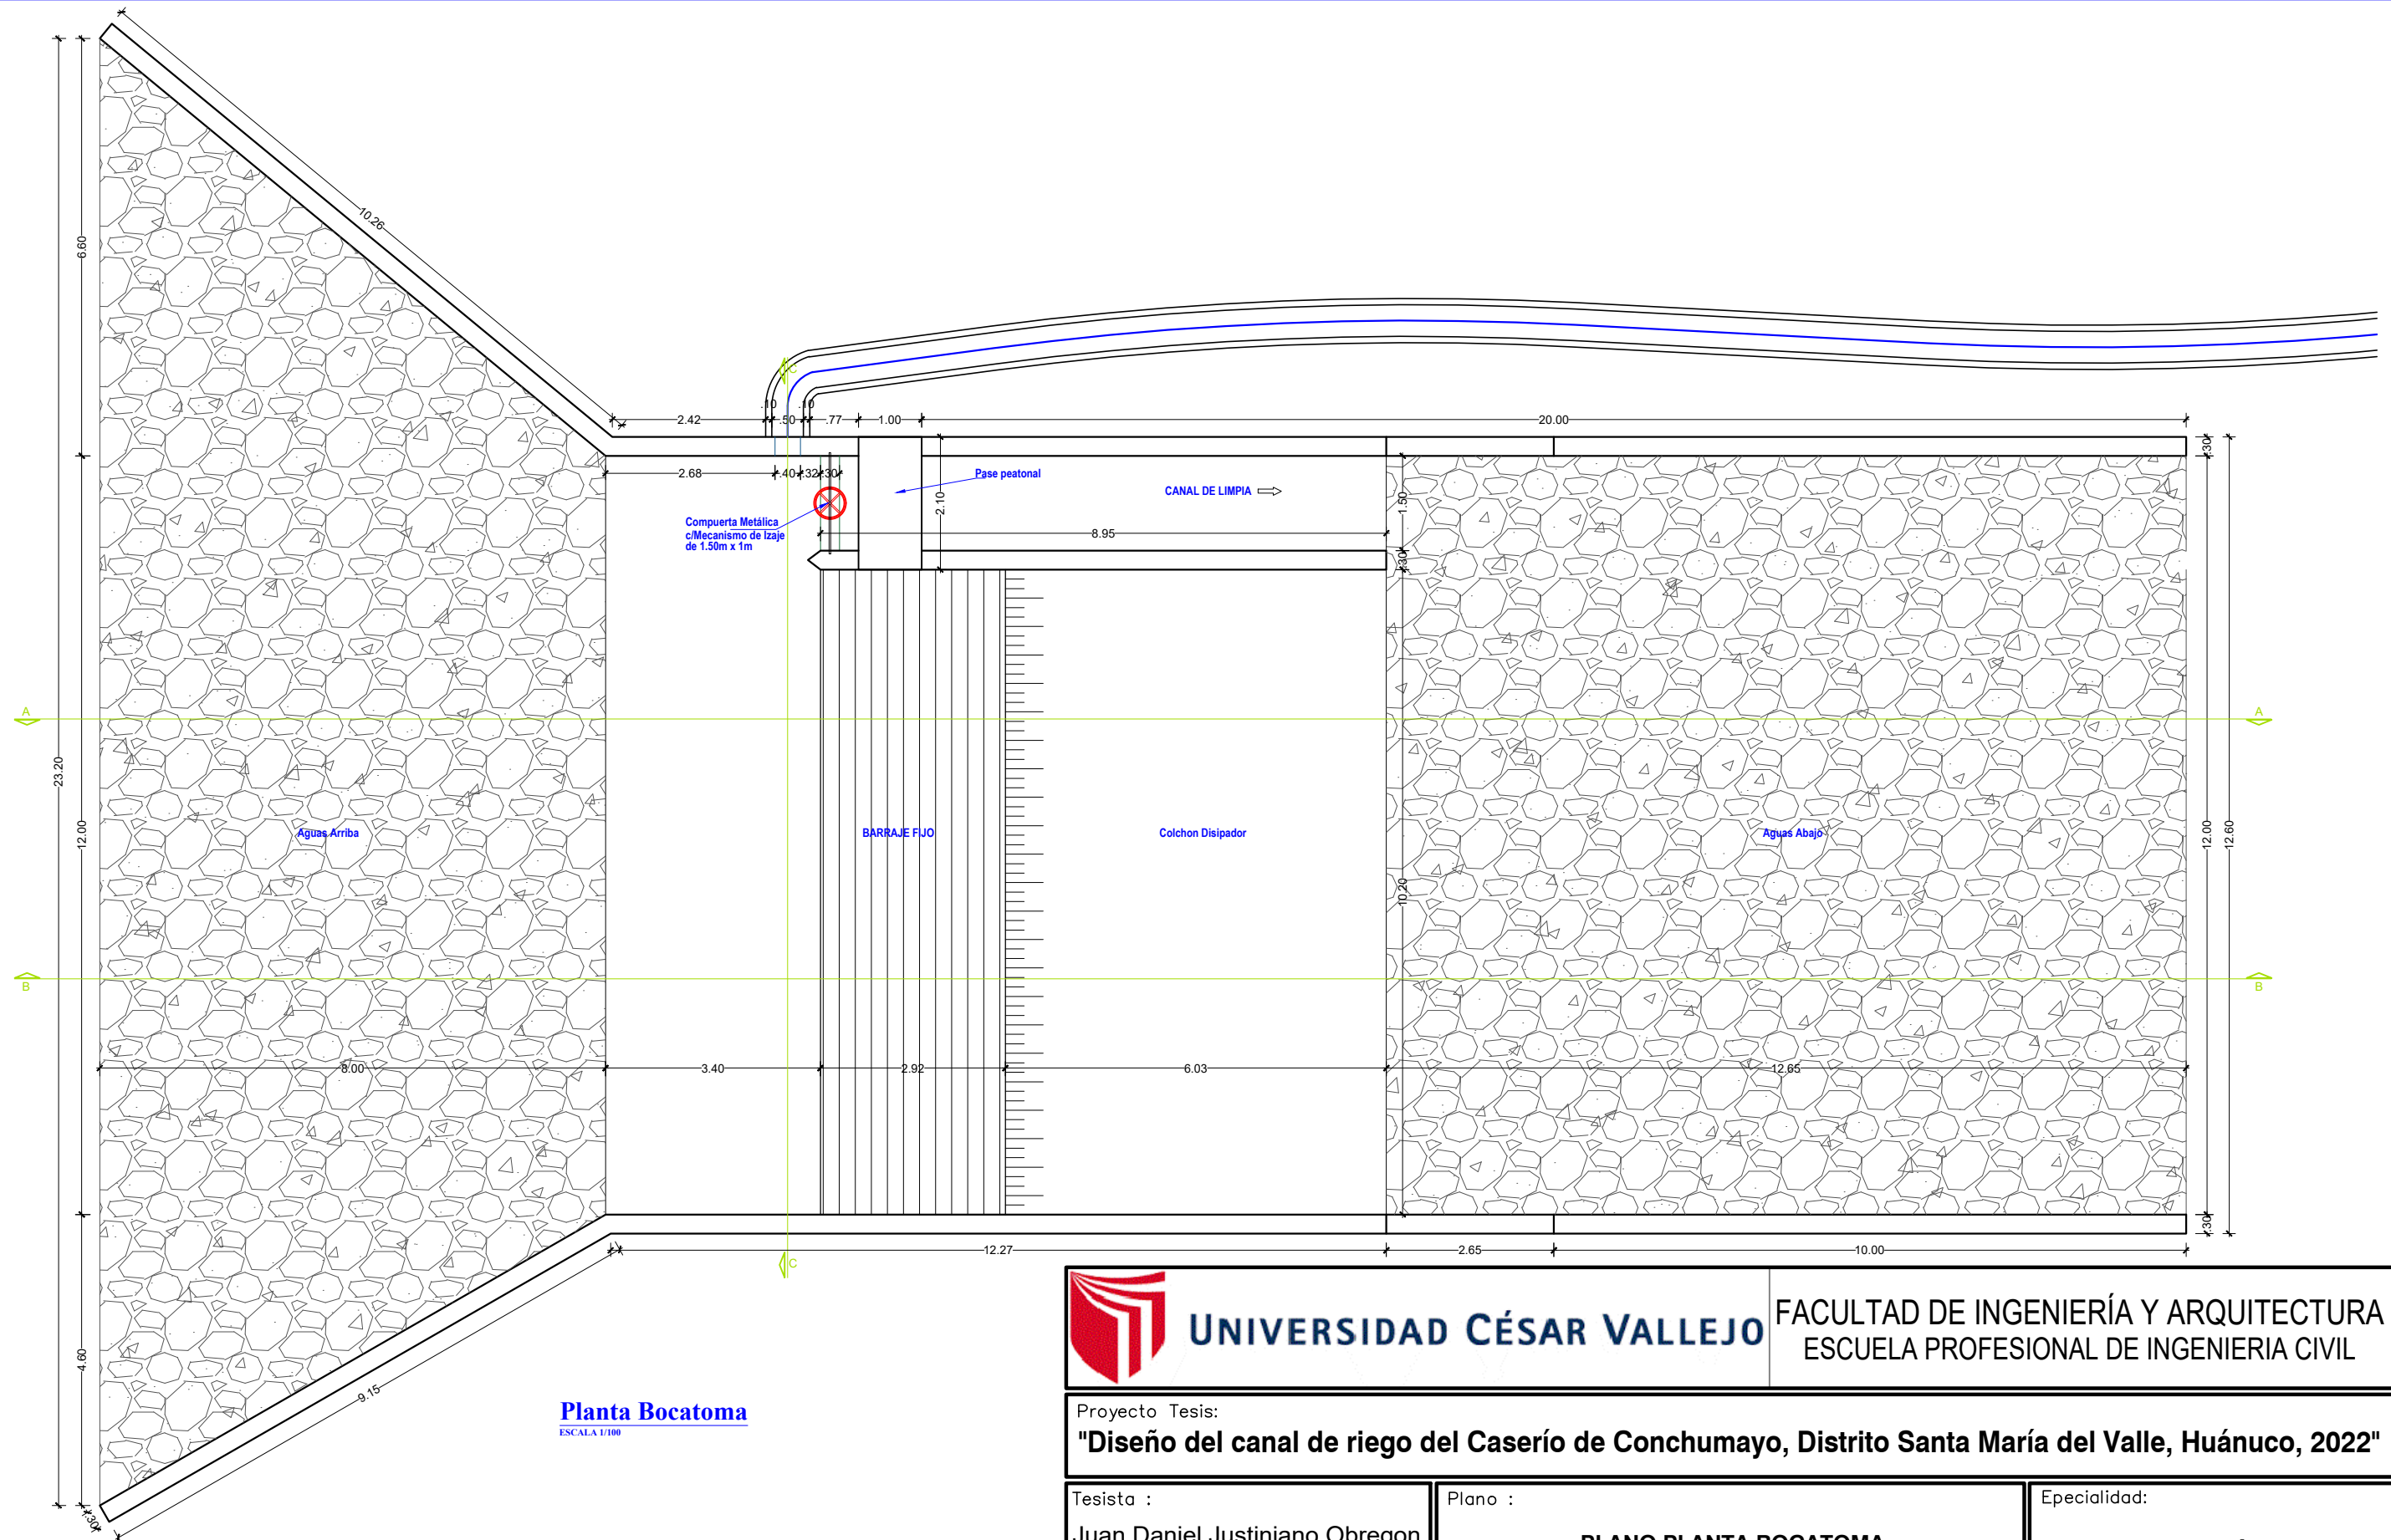 10.26
6.60
23.20
12.00
4.60
9.15
.30
C
.10
.10
2.42
.50
.77
1.00
20.00
.30
2.68
.40
.32
.30
Pase peatonal
CANAL DE LIMPIA
2.10
1.50
Compuerta Metálica
c/Mecanismo de Izaje
de 1.50m x 1m
8.95
.30
A
A
Aguas Arriba
BARRAJE FIJO
Colchon Disipador
Aguas Abajo
12.00
12.60
10.20
B
B
8.00
3.40
2.92
6.03
12.65
.30
12.27
2.65
10.00
C
Planta Bocatoma
ESCALA 1/100
UNIVERSIDAD CÉSAR VALLEJO
FACULTAD DE INGENIERÍA Y ARQUITECTURA
ESCUELA PROFESIONAL DE INGENIERIA CIVIL
Proyecto Tesis:
"Diseño del canal de riego del Caserío de Conchumayo, Distrito Santa María del Valle, Huánuco, 2022"
Tesista :
Juan Daniel Justiniano Obregon
Plano :
PLANO PLANTA BOCATOMA
Epecialidad: